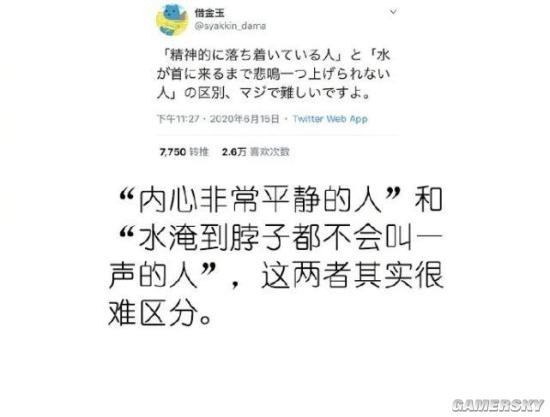 借金玉
@syakkin_dama
「精神的に落ち着いている人」と「水
が首に来るまで悲鳴一つ上げられない
人」の区別、マジで難しいですよ。
下午11:27・2020年6月15日・Twitter Web App
7,750 转推 2.6万 喜欢次数
“内心非常平静的人”和
“水淹到脖子都不会叫一
声的人”，这两者其实很
难区分。
GAMERSKY